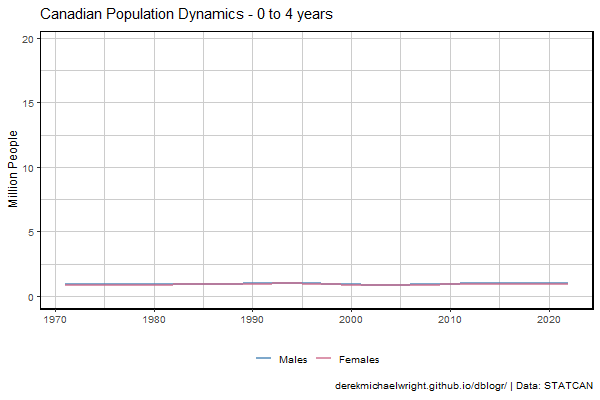 Canadian Population Dynamics - 0 to 4 years
Million People
20
15
10
5
0
1970 1980 1990 2000 2010 2020
Males Females
derekmichaelwright.github.io/dblogr/ | Data: STATCAN